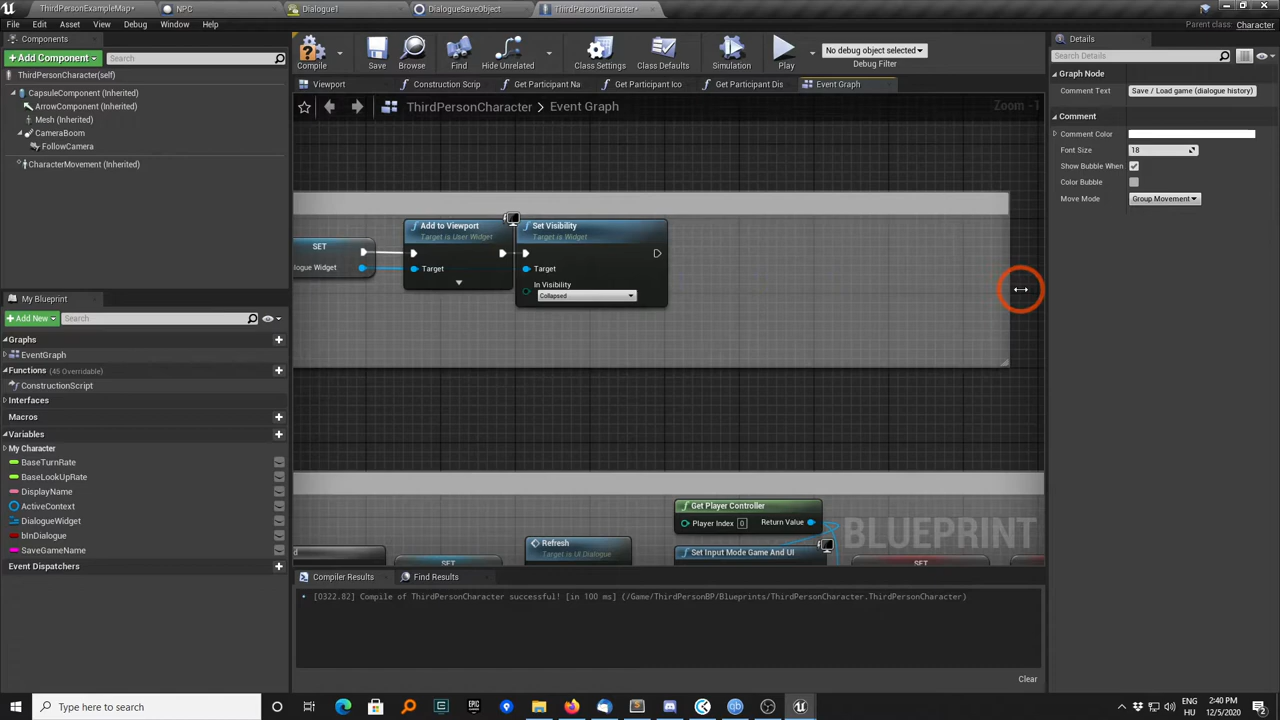 ThirdPersonExampleMap•
NPC
Dialogue1
DialogueSaveObject
ThirdPersonCharacter•
File
Edit
Asset
View
Debug
Window
Help
Parent class: Character
Components
+ Add Component
Search
ThirdPersonCharacter(self)
CapsuleComponent (Inherited)
ArrowComponent (Inherited)
Mesh (Inherited)
CameraBoom
FollowCamera
CharacterMovement (Inherited)
Compile
Save
Browse
Find
Hide Unrelated
Class Settings
Class Defaults
Simulation
Play
No debug object selected
Debug Filter
Viewport
Construction Scrip
Get Participant Na
Get Participant Ico
Get Participant Dis
Event Graph
ThirdPersonCharacter > Event Graph
Zoom -1
SET
logue Widget
Add to Viewport
Target is User Widget
Target
Set Visibility
Target is Widget
Target
In Visibility
Collapsed
Get Player Controller
Player Index 0
Return Value
Refresh
Target is UI Dialogue
Set Input Mode Game And UI
SET
SET
BLUEPRINT
My Blueprint
+ Add New
Search
Graphs
EventGraph
Functions (45 Overridable)
ConstructionScript
Interfaces
Macros
Variables
My Character
BaseTurnRate
BaseLookUpRate
DisplayName
ActiveContext
DialogueWidget
bInDialogue
SaveGameName
Event Dispatchers
Compiler Results
Find Results
[0322.82] Compile of ThirdPersonCharacter successful! [in 100 ms] (/Game/ThirdPersonBP/Blueprints/ThirdPersonCharacter.ThirdPersonCharacter)
Clear
Details
Search Details
Graph Node
Comment Text
Save / Load game (dialogue history)
Comment
Comment Color
Font Size
18
Show Bubble When
Color Bubble
Move Mode
Group Movement
Type here to search
ENG
HU
2:40 PM
12/5/2020